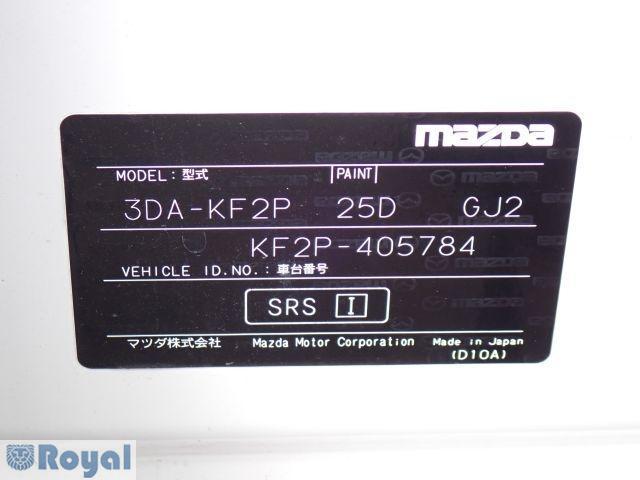 mazda
MODEL: 型式 PAINT
3DA-KF2P 25D GJ2
KF2P-405784
VEHICLE ID.NO.: 車台番号
SRS I
マツダ株式会社 Mazda Motor Corporation Made in Japan
(D10A)
Royal